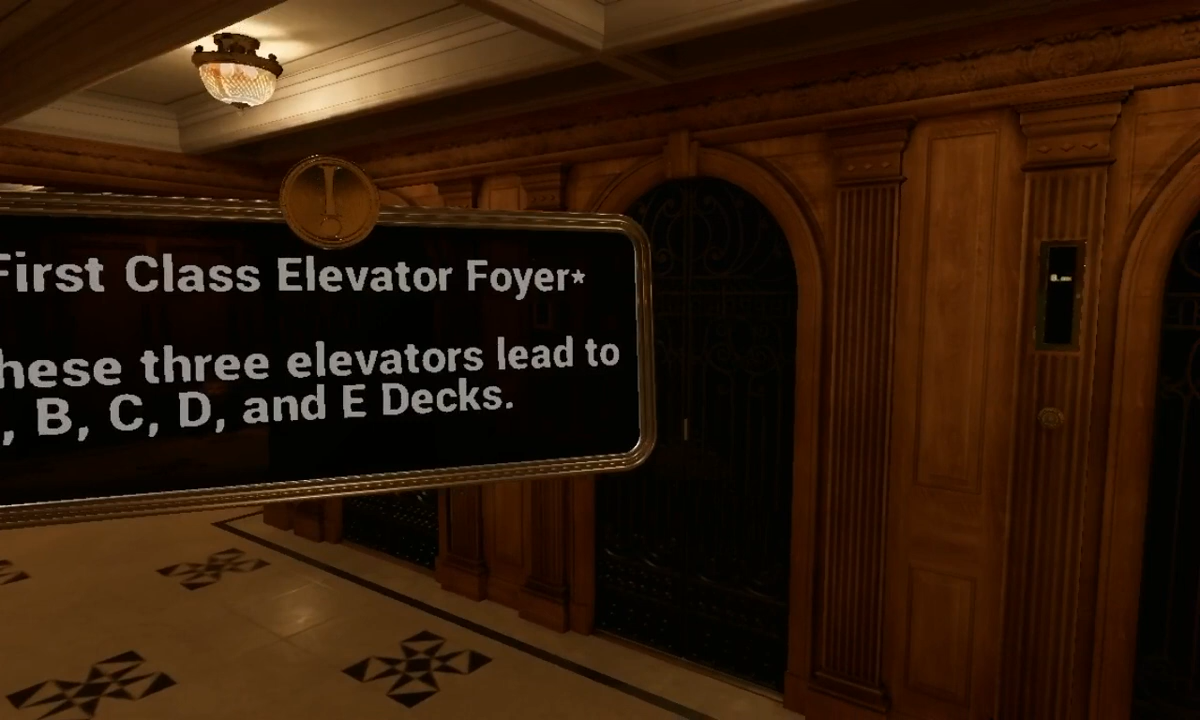 First Class Elevator Foyer*
hese three elevators lead to
, B, C, D, and E Decks.